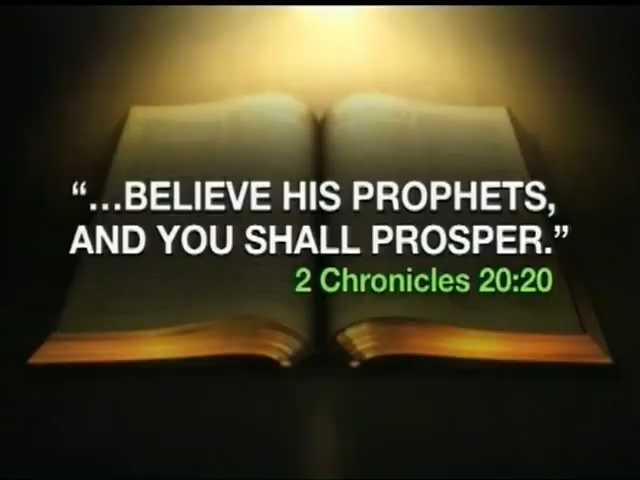 “...BELIEVE HIS PROPHETS,
AND YOU SHALL PROSPER.”
2 Chronicles 20:20